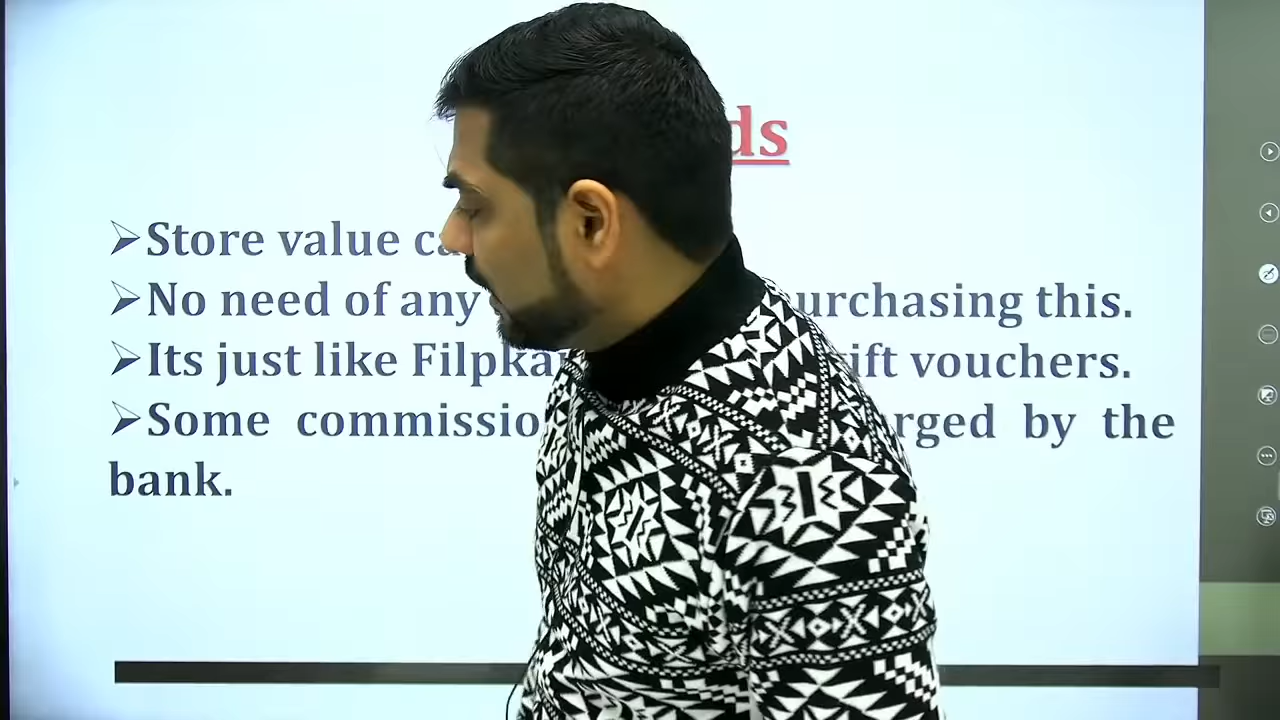 ds
➢Store value ca
➢No need of any urchasing this.
➢Its just like Filpka ift vouchers.
➢Some commissio rged by the
bank.